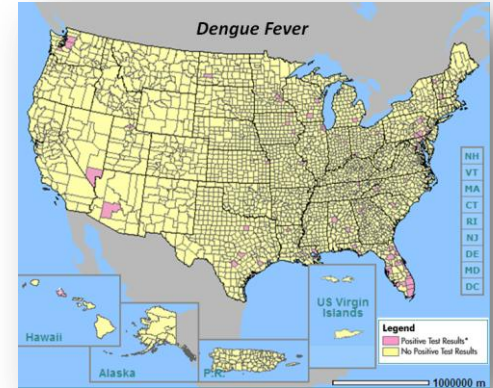 Dengue Fever
NH
VT
MA
CT
RI
NJ
DE
MD
DC
US Virgin
Islands
Hawaii
Alaska
P.R.
Legend
Positive Test Results*
No Positive Test Results
1000000 m